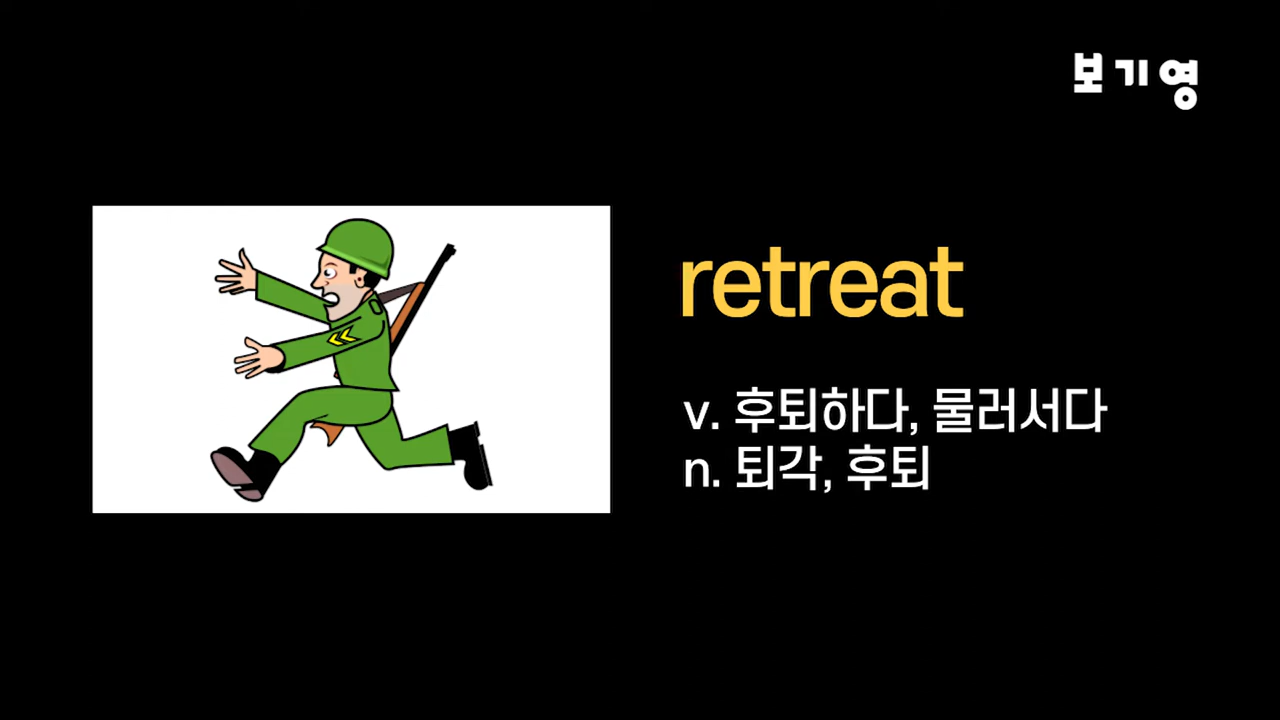 보기영
retreat
v. 후퇴하다, 물러서다
n. 퇴각, 후퇴